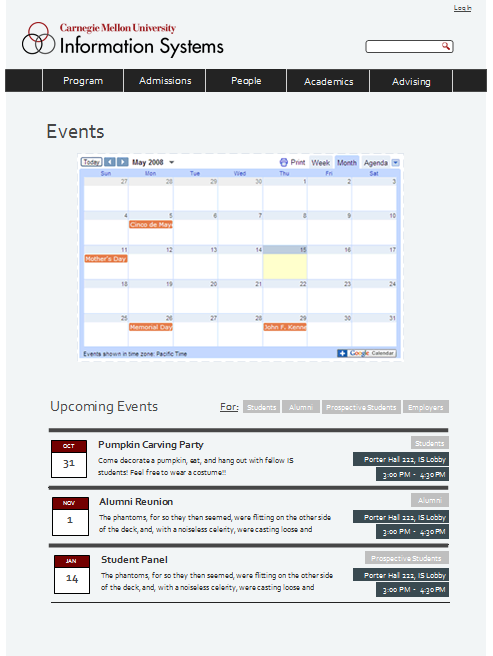 Log In
Carnegie Mellon University
Information Systems
Program Admissions People Academics Advising
Events
Today May 2008 Print Week Month Agenda
Sun Mon Tue Wed Thu Fri Sat
27 28 29 30 1 2 3
4 5 6 7 8 9 10
Cinco de May
11 12 13 14 15 16 17
Mother's Day
18 19 20 21 22 23 24
25 26 27 28 29 30 31
Memorial Day John F. Kenne
Events shown in time zone: Pacific Time Google Calendar
Upcoming Events For: Students Alumni Prospective Students Employers
OCT
31
Pumpkin Carving Party
Come decorate a pumpkin, eat, and hang out with fellow IS
students! Feel free to wear a costume!!
Students
Porter Hall 222, IS Lobby
3:00 PM - 4:30 PM
NOV
1
Alumni Reunion
The phantoms, for so they then seemed, were flitting on the other side
of the deck, and, with a noiseless celerity, were casting loose and
Alumni
Porter Hall 222, IS Lobby
3:00 PM - 4:30 PM
JAN
14
Student Panel
The phantoms, for so they then seemed, were flitting on the other side
of the deck, and, with a noiseless celerity, were casting loose and
Prospective Students
Porter Hall 222, IS Lobby
3:00 PM - 4:30 PM